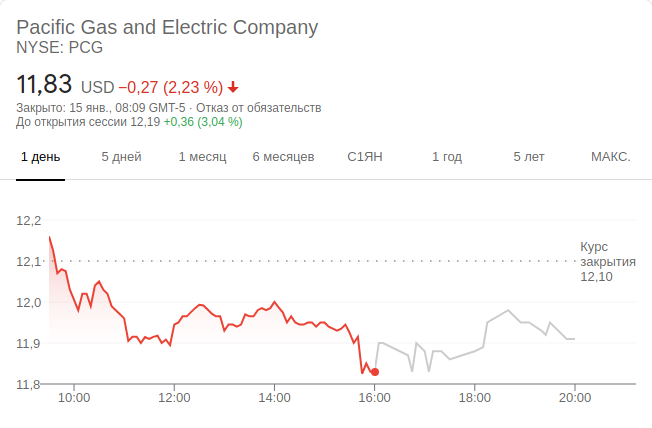 Pacific Gas and Electric Company
NYSE: PCG
11,83 USD −0,27 (2,23 %)
Закрыто: 15 янв., 08:09 GMT-5 · Отказ от обязательств
До открытия сессии 12,19 +0,36 (3,04 %)
1 день 5 дней 1 месяц 6 месяцев С1ЯН 1 год 5 лет МАКС.
12,2
Курс
12,1 закрытия
12,10
12,0
11,9
11,8
10:00 12:00 14:00 16:00 18:00 20:00